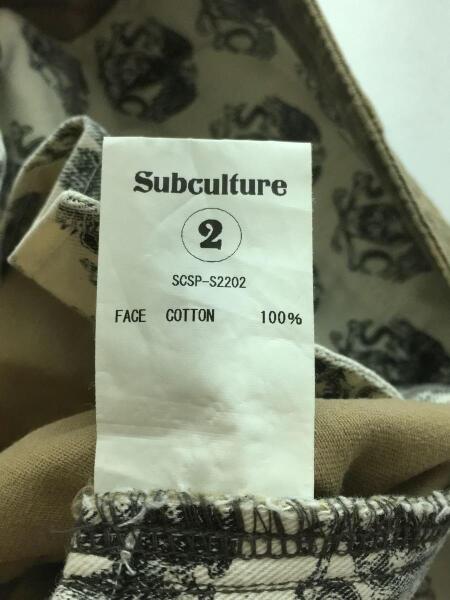 Subculture
2
SCSP-S2202
FACE COTTON 100%